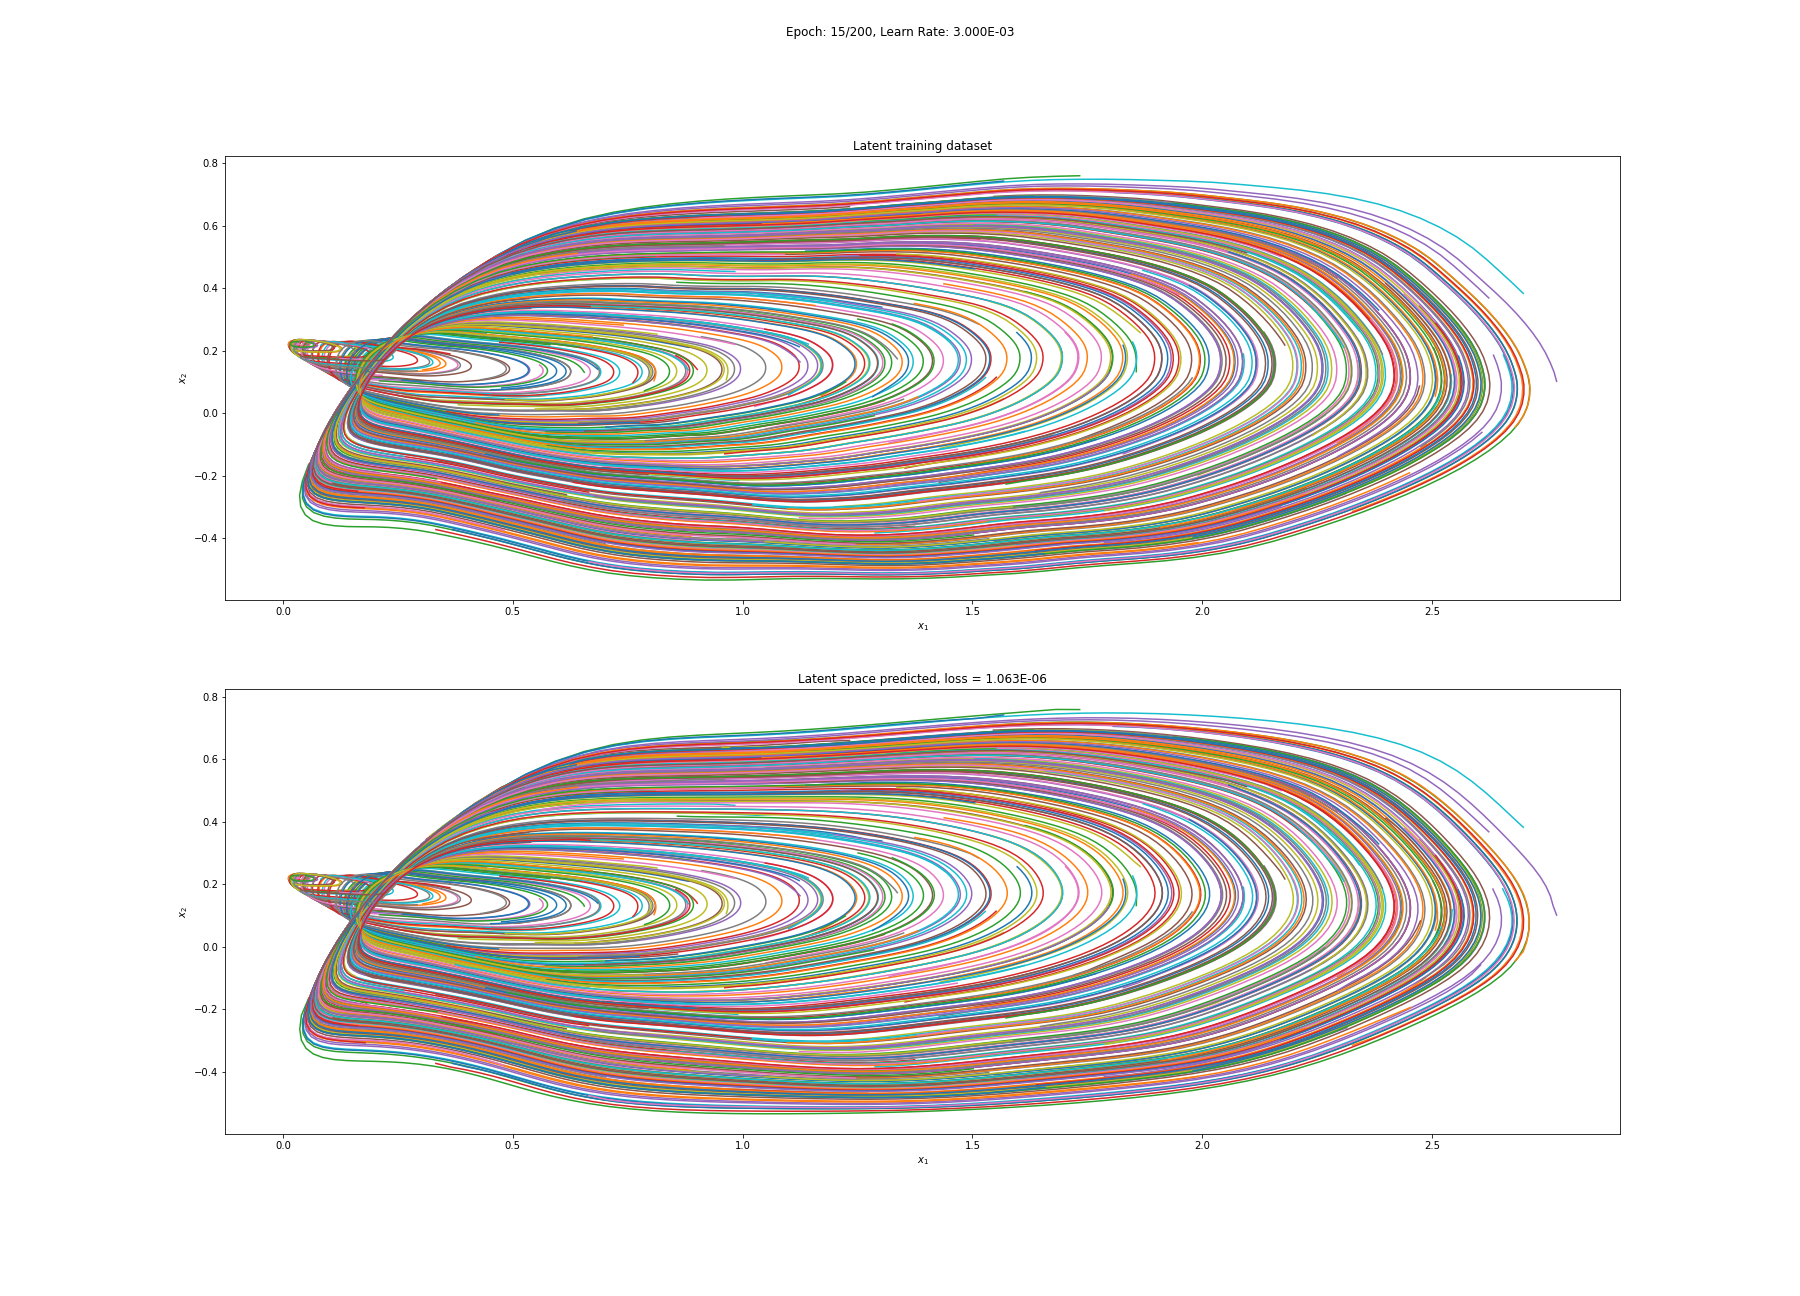 Epoch: 15/200, Learn Rate: 3.000E-03
Latent training dataset
0.8
0.6
0.4
0.2
0.0
−0.2
−0.4
x₂
0.0 0.5 1.0 1.5 2.0 2.5
x₁
Latent space predicted, loss = 1.063E-06
0.8
0.6
0.4
0.2
0.0
−0.2
−0.4
x₂
0.0 0.5 1.0 1.5 2.0 2.5
x₁